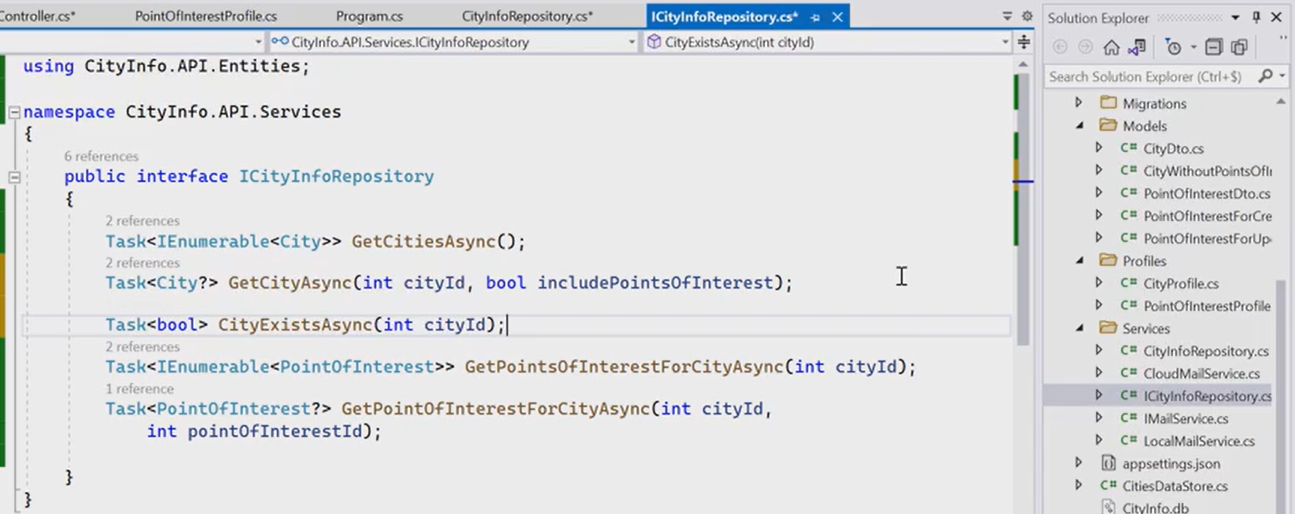 Controller.cs*
PointOfInterestProfile.cs
Program.cs
CityInfoRepository.cs*
ICityInfoRepository.cs*
CityInfo.API.Services.ICityInfoRepository
CityExistsAsync(int cityId)
using CityInfo.API.Entities;
namespace CityInfo.API.Services
{
6 references
public interface ICityInfoRepository
{
2 references
Task<IEnumerable<City>> GetCitiesAsync();
2 references
Task<City?> GetCityAsync(int cityId, bool includePointsOfInterest);
Task<bool> CityExistsAsync(int cityId);
2 references
Task<IEnumerable<PointOfInterest>> GetPointsOfInterestForCityAsync(int cityId);
1 reference
Task<PointOfInterest?> GetPointOfInterestForCityAsync(int cityId,
int pointOfInterestId);
}
}
Solution Explorer
Search Solution Explorer (Ctrl+$)
Migrations
Models
C# CityDto.cs
C# CityWithoutPointsOfI
C# PointOfInterestDto.cs
C# PointOfInterestForCre
C# PointOfInterestForUp
Profiles
C# CityProfile.cs
C# PointOfInterestProfile
Services
C# CityInfoRepository.cs
C# CloudMailService.cs
C# ICityInfoRepository.cs
C# IMailService.cs
C# LocalMailService.cs
appsettings.json
C# CitiesDataStore.cs
CityInfo.db